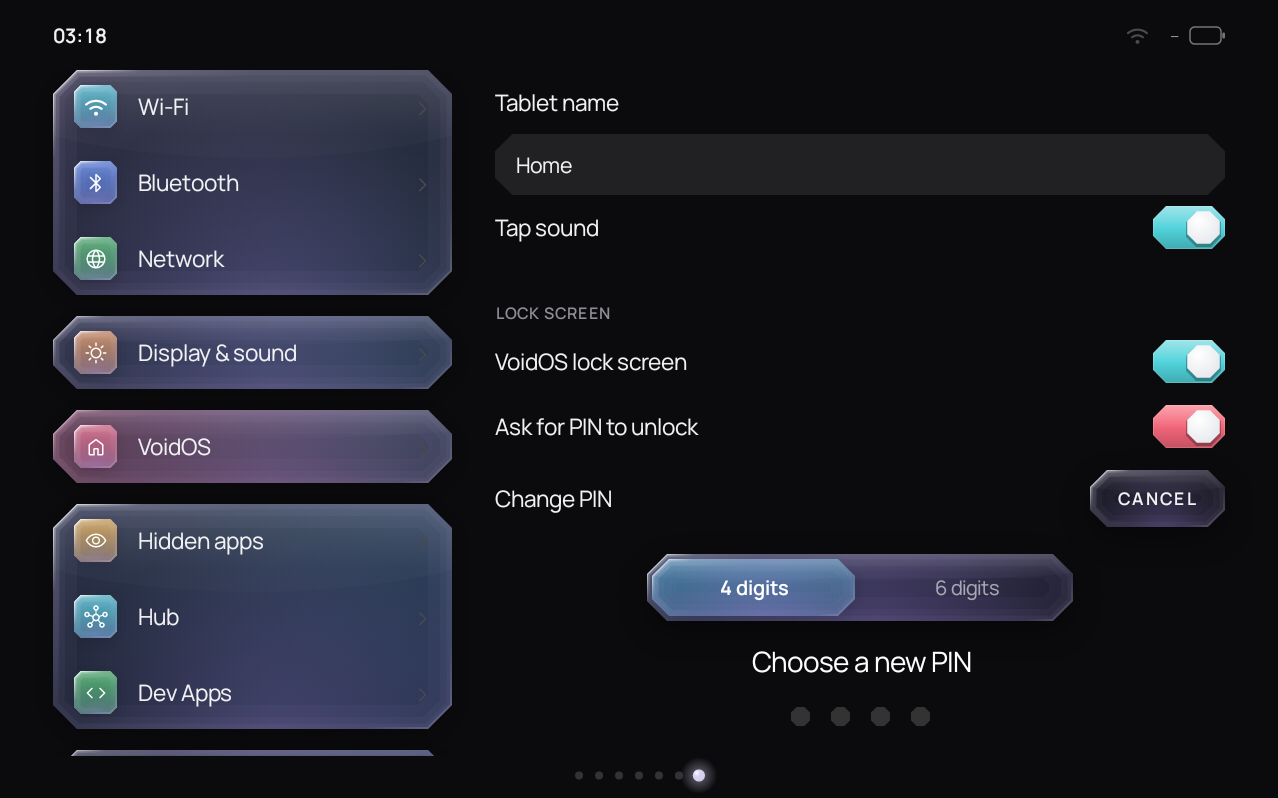 03:18
–
Wi-Fi
Bluetooth
Network
Display & sound
VoidOS
Hidden apps
Hub
Dev Apps
Tablet name
Home
Tap sound
LOCK SCREEN
VoidOS lock screen
Ask for PIN to unlock
Change PIN
CANCEL
4 digits
6 digits
Choose a new PIN